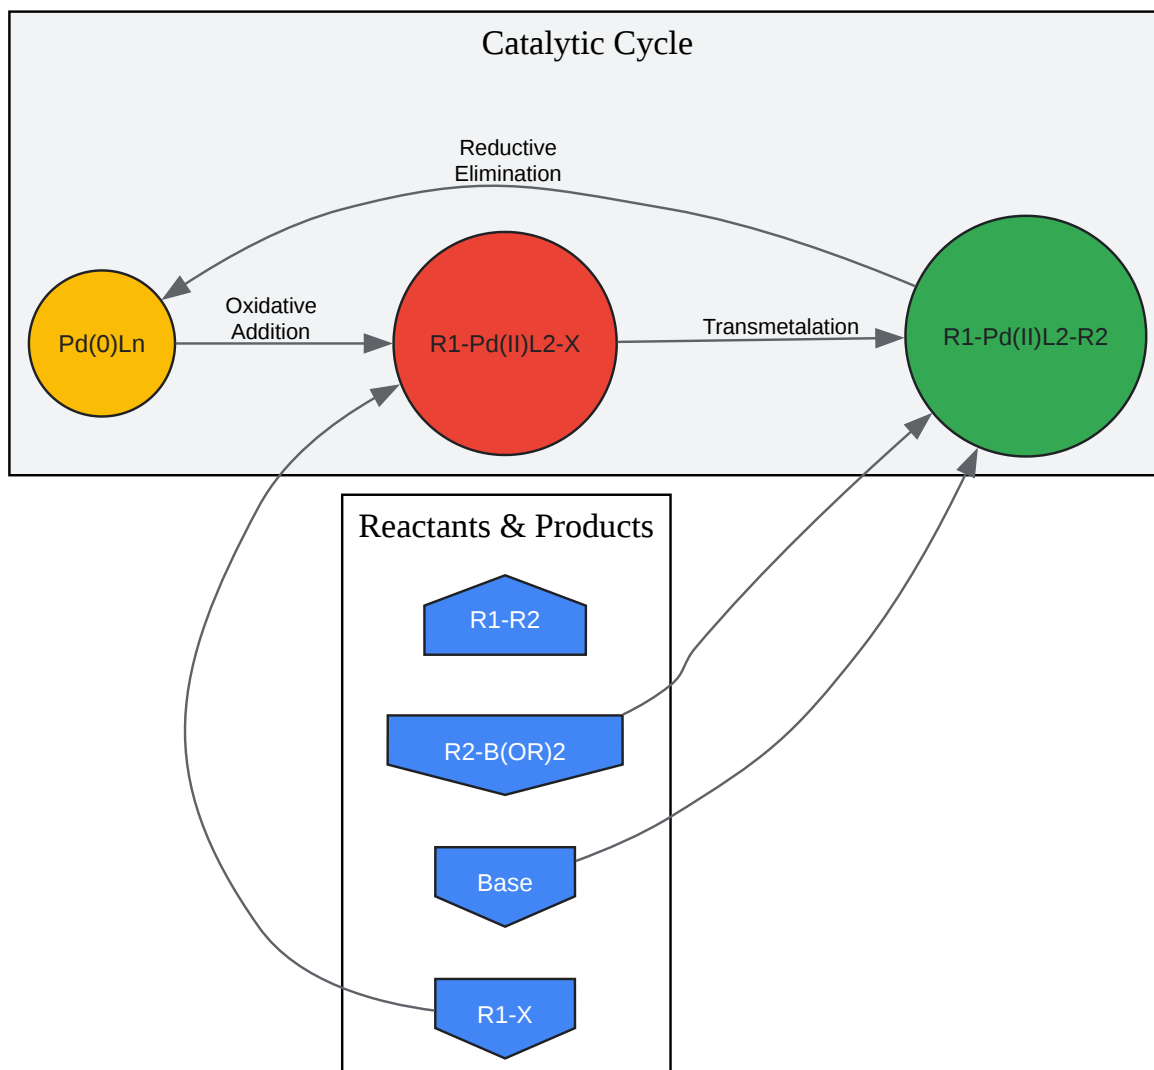 Catalytic Cycle
Reductive
Elimination
Oxidative
Addition
Transmetalation
Pd(0)Ln
R1-Pd(II)L2-X
R1-Pd(II)L2-R2
Reactants & Products
R1-R2
R2-B(OR)2
Base
R1-X